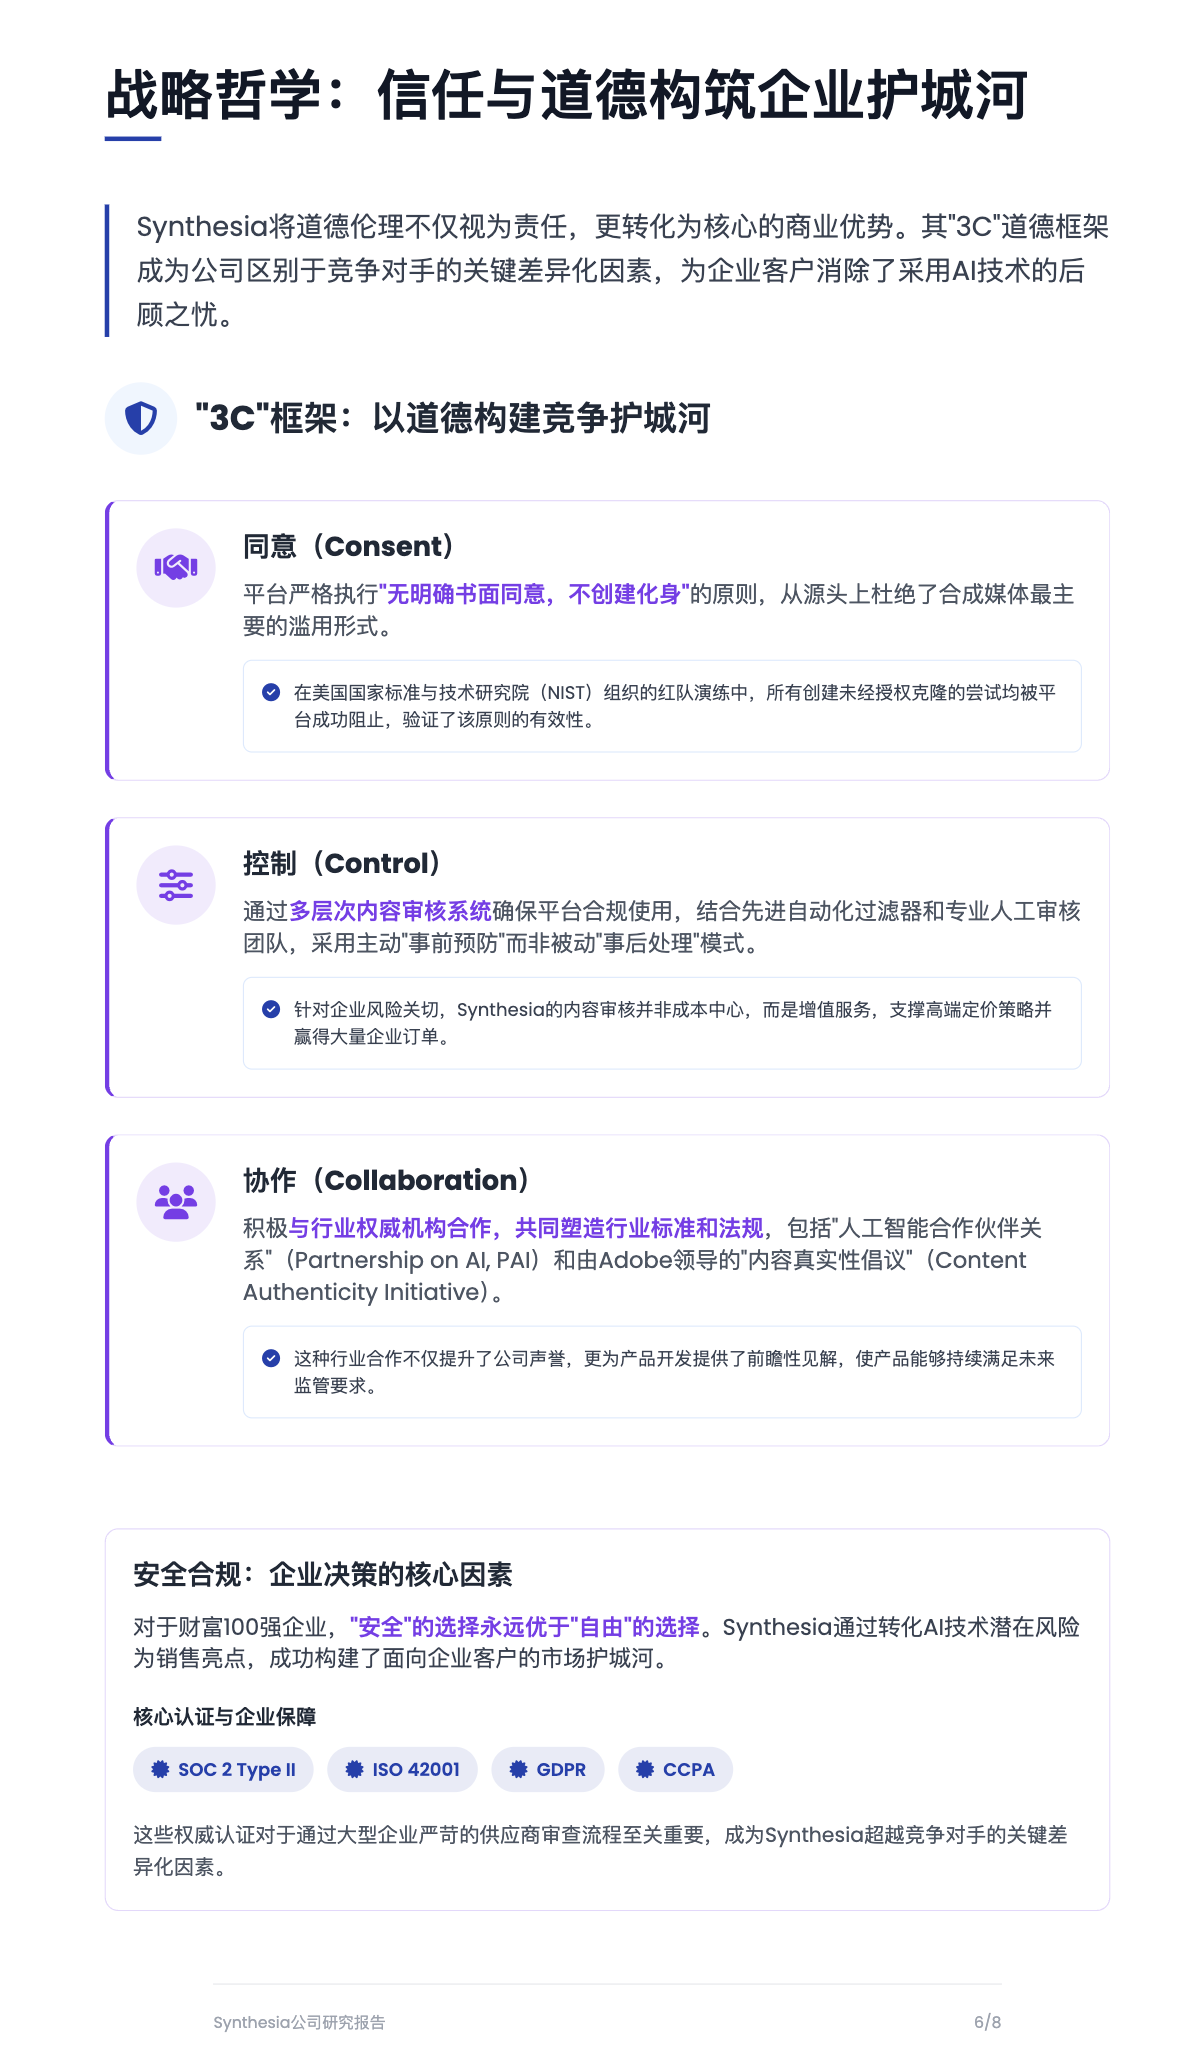 战略哲学：信任与道德构筑企业护城河
Synthesia将道德伦理不仅视为责任，更转化为核心的商业优势。其"3C"道德框架
成为公司区别于竞争对手的关键差异化因素，为企业客户消除了采用AI技术的后
顾之忧。
"3C"框架：以道德构建竞争护城河
同意（Consent）
平台严格执行"无明确书面同意，不创建化身"的原则，从源头上杜绝了合成媒体最主
要的滥用形式。
在美国国家标准与技术研究院（NIST）组织的红队演练中，所有创建未经授权克隆的尝试均被平
台成功阻止，验证了该原则的有效性。
控制（Control）
通过多层次内容审核系统确保平台合规使用，结合先进自动化过滤器和专业人工审核
团队，采用主动"事前预防"而非被动"事后处理"模式。
针对企业风险关切，Synthesia的内容审核并非成本中心，而是增值服务，支撑高端定价策略并
赢得大量企业订单。
协作（Collaboration）
积极与行业权威机构合作，共同塑造行业标准和法规，包括"人工智能合作伙伴关
系"（Partnership on AI, PAI）和由Adobe领导的"内容真实性倡议"（Content
Authenticity Initiative）。
这种行业合作不仅提升了公司声誉，更为产品开发提供了前瞻性见解，使产品能够持续满足未来
监管要求。
安全合规：企业决策的核心因素
对于财富100强企业，"安全"的选择永远优于"自由"的选择。Synthesia通过转化AI技术潜在风险
为销售亮点，成功构建了面向企业客户的市场护城河。
核心认证与企业保障
SOC 2 Type II ISO 42001 GDPR CCPA
这些权威认证对于通过大型企业严苛的供应商审查流程至关重要，成为Synthesia超越竞争对手的关键差
异化因素。
Synthesia公司研究报告 6/8